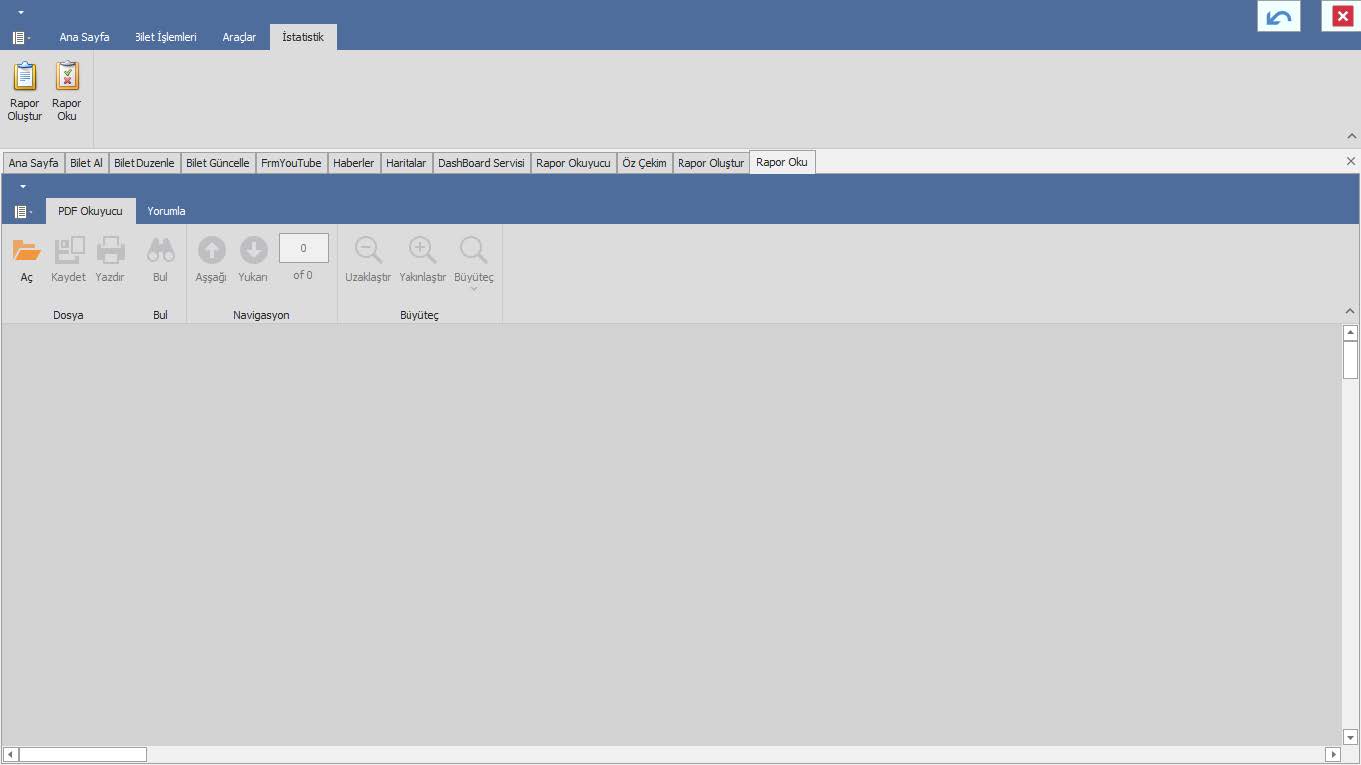 Ana Sayfa Bilet İşlemleri Araçlar İstatistik
Rapor Oluştur
Rapor Oku
Ana Sayfa Bilet Al Bilet Duzenle Bilet Güncelle FrmYouTube Haberler Haritalar DashBoard Servisi Rapor Okuyucu Öz Çekim Rapor Oluştur Rapor Oku
PDF Okuyucu Yorumla
0
Aç Kaydet Yazdır Bul Aşşağı Yukarı of 0 Uzaklaştır Yakınlaştır Büyüteç
Dosya Bul Navigasyon Büyüteç